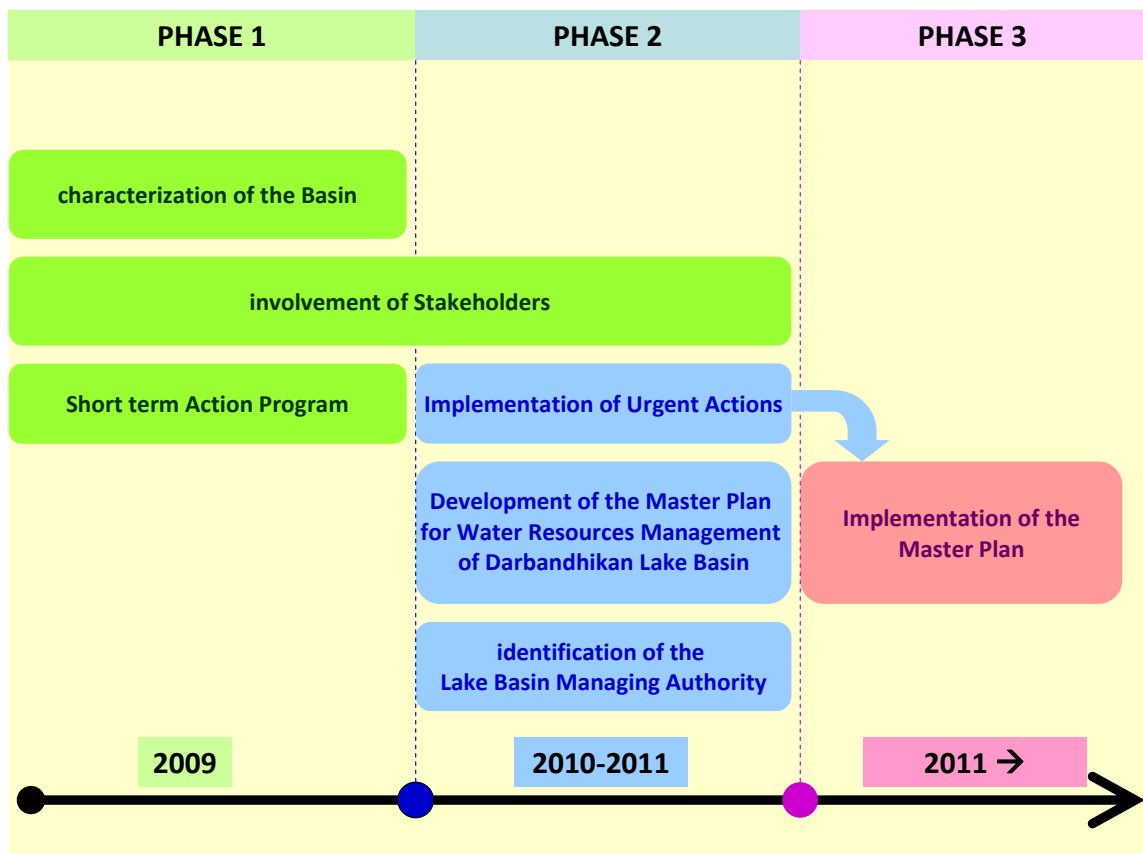 PHASE 1
PHASE 2
PHASE 3
characterization of the Basin
involvement of Stakeholders
Short term Action Program
Implementation of Urgent Actions
Development of the Master Plan
for Water Resources Management
of Darbandhikan Lake Basin
Implementation of the
Master Plan
identification of the
Lake Basin Managing Authority
2009
2010-2011
2011 →